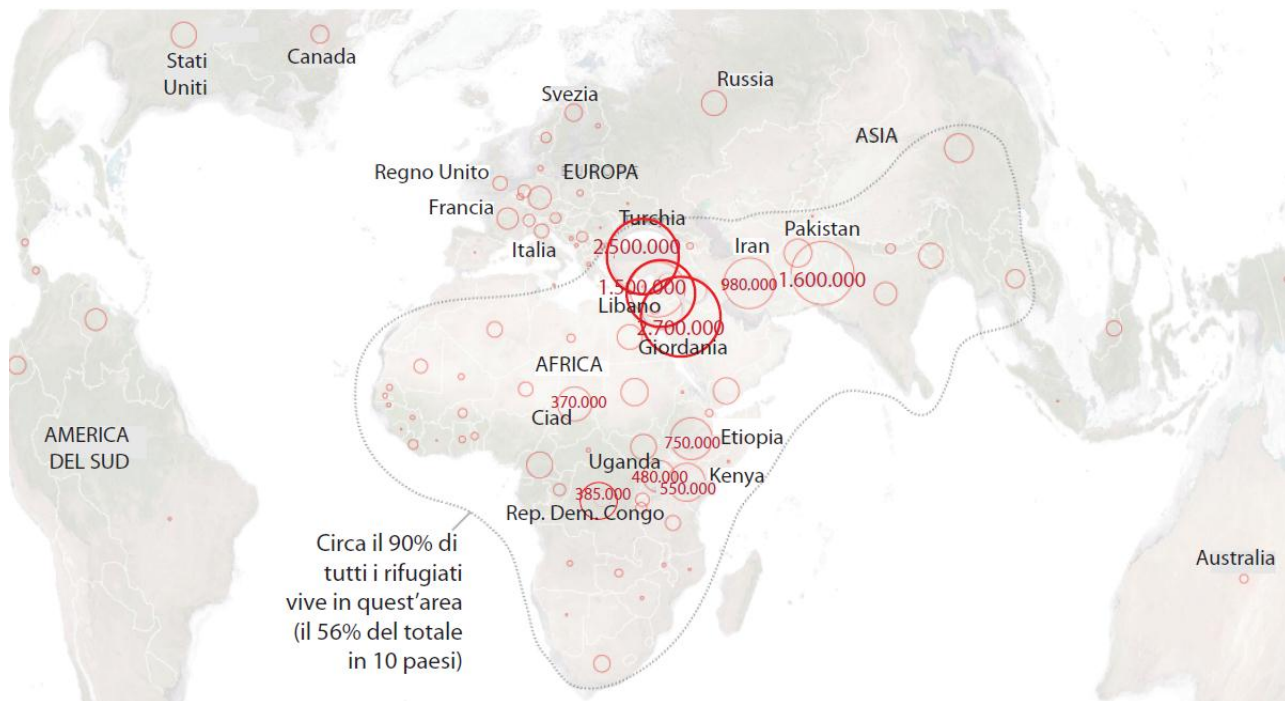 Stati
Uniti
Canada
Svezia
Russia
ASIA
Regno Unito
EUROPA
Francia
Italia
Turchia
2.500.000
Iran
980.000
Pakistan
1.600.000
1.500.000
Libano
2.700.000
Giordania
AFRICA
370.000
Ciad
750.000
Etiopia
Uganda
480.000
Kenya
550.000
385.000
Rep. Dem. Congo
AMERICA
DEL SUD
Circa il 90% di
tutti i rifugiati
vive in quest'area
(il 56% del totale
in 10 paesi)
Australia